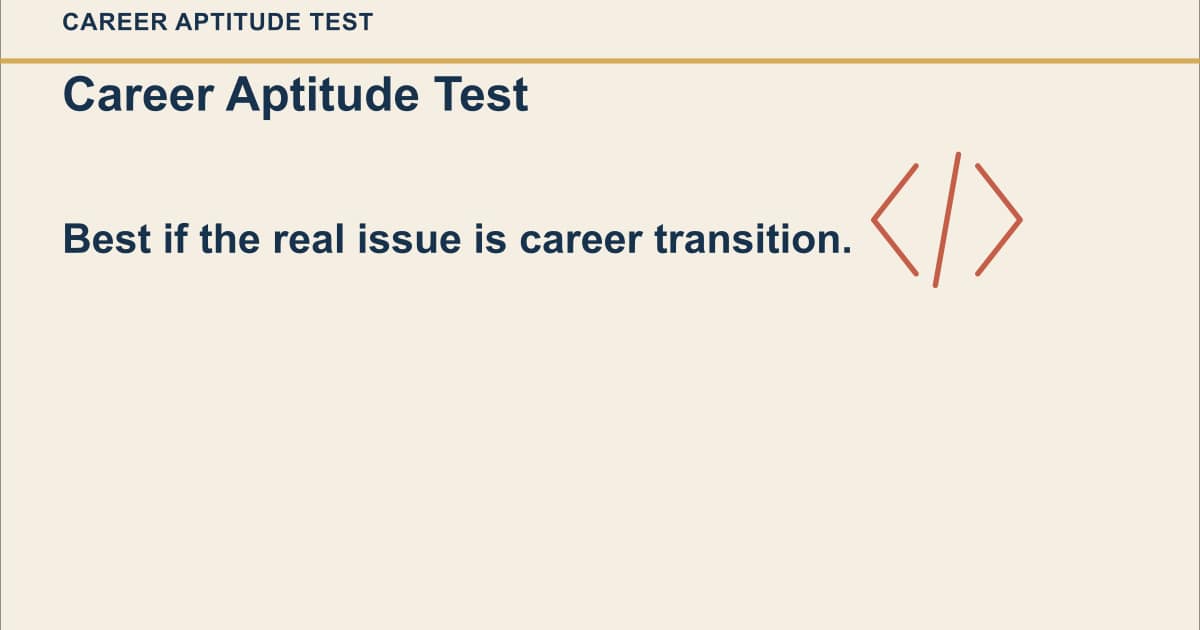 CAREER APTITUDE TEST
Career Aptitude Test
Best if the real issue is career transition.